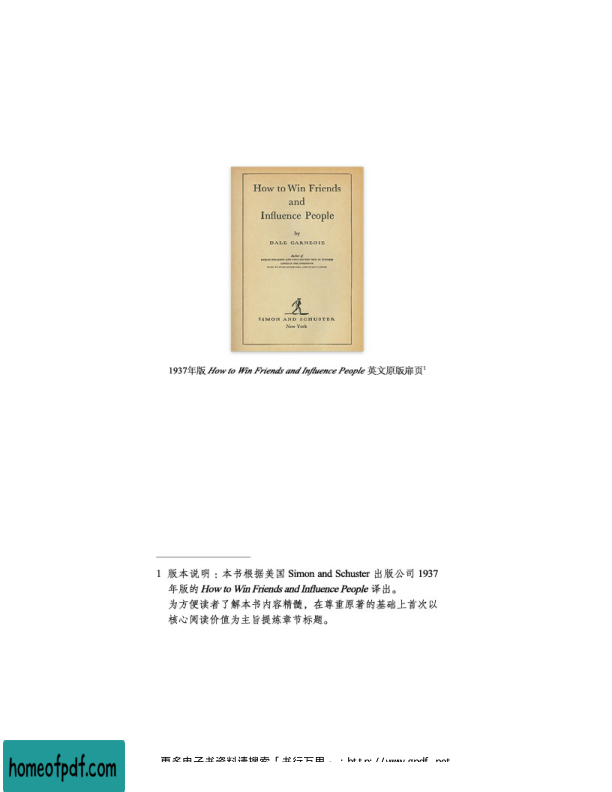 How to Win Friends
and
Influence People
by
DALE CARNEGIE
Author of
SIMON AND SCHUSTER
New York
1937年版 How to Win Friends and Influence People 英文原版扉页1
1 版本说明：本书根据美国 Simon and Schuster 出版公司 1937
年版的 How to Win Friends and Influence People 译出。
为方便读者了解本书内容精髓，在尊重原著的基础上首次以
核心阅读价值为主旨提炼章节标题。
homeofpdf.com
更多电子书资料请搜索「书行万里」：http://www.gpdf.net